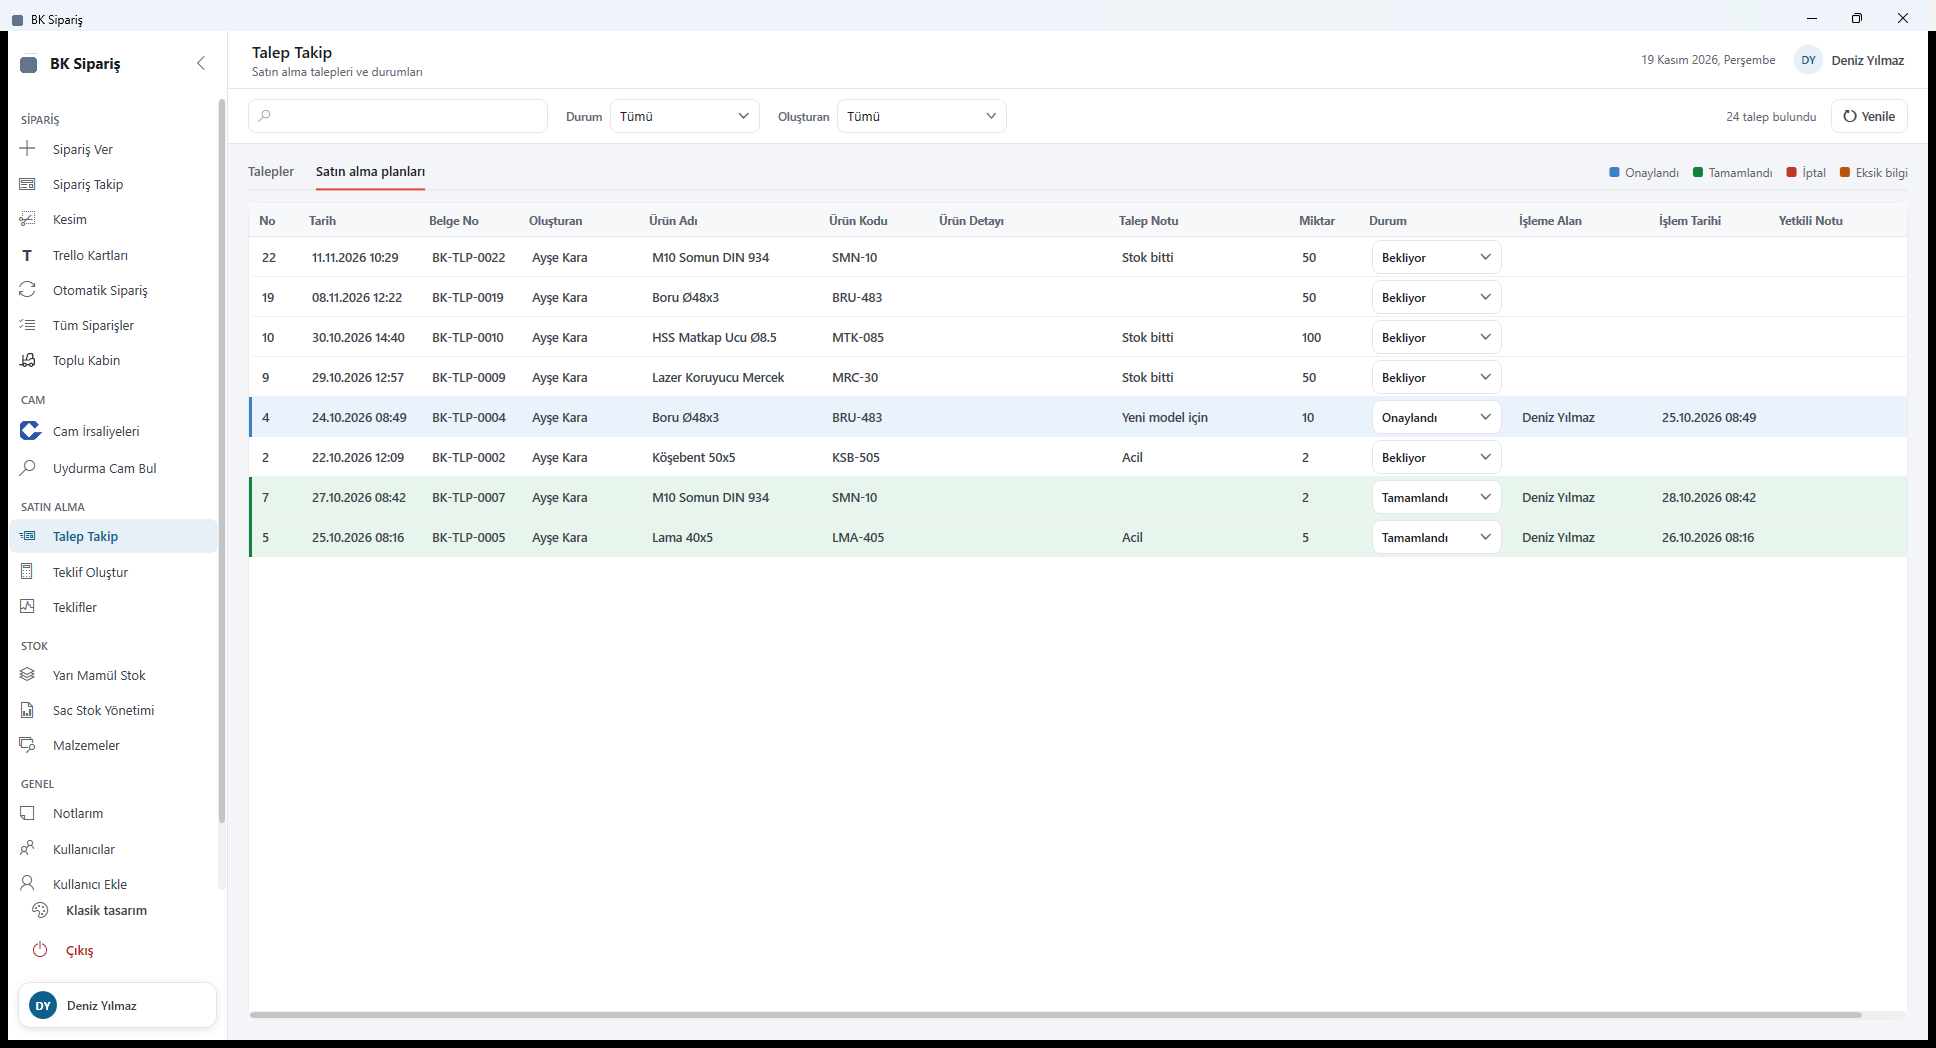 BK Sipariş
BK Sipariş
SİPARİŞ
Sipariş Ver
Sipariş Takip
Kesim
Trello Kartları
Otomatik Sipariş
Tüm Siparişler
Toplu Kabin
CAM
Cam İrsaliyeleri
Uydurma Cam Bul
SATIN ALMA
Talep Takip
Teklif Oluştur
Teklifler
STOK
Yarı Mamül Stok
Sac Stok Yönetimi
Malzemeler
GENEL
Notlarım
Kullanıcılar
Kullanıcı Ekle
Klasik tasarım
Çıkış
DY Deniz Yılmaz
Talep Takip
Satın alma talepleri ve durumları
19 Kasım 2026, Perşembe DY Deniz Yılmaz
Durum Tümü Oluşturan Tümü 24 talep bulundu Yenile
Talepler Satın alma planları Onaylandı Tamamlandı İptal Eksik bilgi
No Tarih Belge No Oluşturan Ürün Adı Ürün Kodu Ürün Detayı Talep Notu Miktar Durum İşleme Alan İşlem Tarihi Yetkili Notu
22 11.11.2026 10:29 BK-TLP-0022 Ayşe Kara M10 Somun DIN 934 SMN-10 Stok bitti 50 Bekliyor
19 08.11.2026 12:22 BK-TLP-0019 Ayşe Kara Boru Ø48x3 BRU-483 50 Bekliyor
10 30.10.2026 14:40 BK-TLP-0010 Ayşe Kara HSS Matkap Ucu Ø8.5 MTK-085 Stok bitti 100 Bekliyor
9 29.10.2026 12:57 BK-TLP-0009 Ayşe Kara Lazer Koruyucu Mercek MRC-30 Stok bitti 50 Bekliyor
4 24.10.2026 08:49 BK-TLP-0004 Ayşe Kara Boru Ø48x3 BRU-483 Yeni model için 10 Onaylandı Deniz Yılmaz 25.10.2026 08:49
2 22.10.2026 12:09 BK-TLP-0002 Ayşe Kara Köşebent 50x5 KSB-505 Acil 2 Bekliyor
7 27.10.2026 08:42 BK-TLP-0007 Ayşe Kara M10 Somun DIN 934 SMN-10 2 Tamamlandı Deniz Yılmaz 28.10.2026 08:42
5 25.10.2026 08:16 BK-TLP-0005 Ayşe Kara Lama 40x5 LMA-405 Acil 5 Tamamlandı Deniz Yılmaz 26.10.2026 08:16